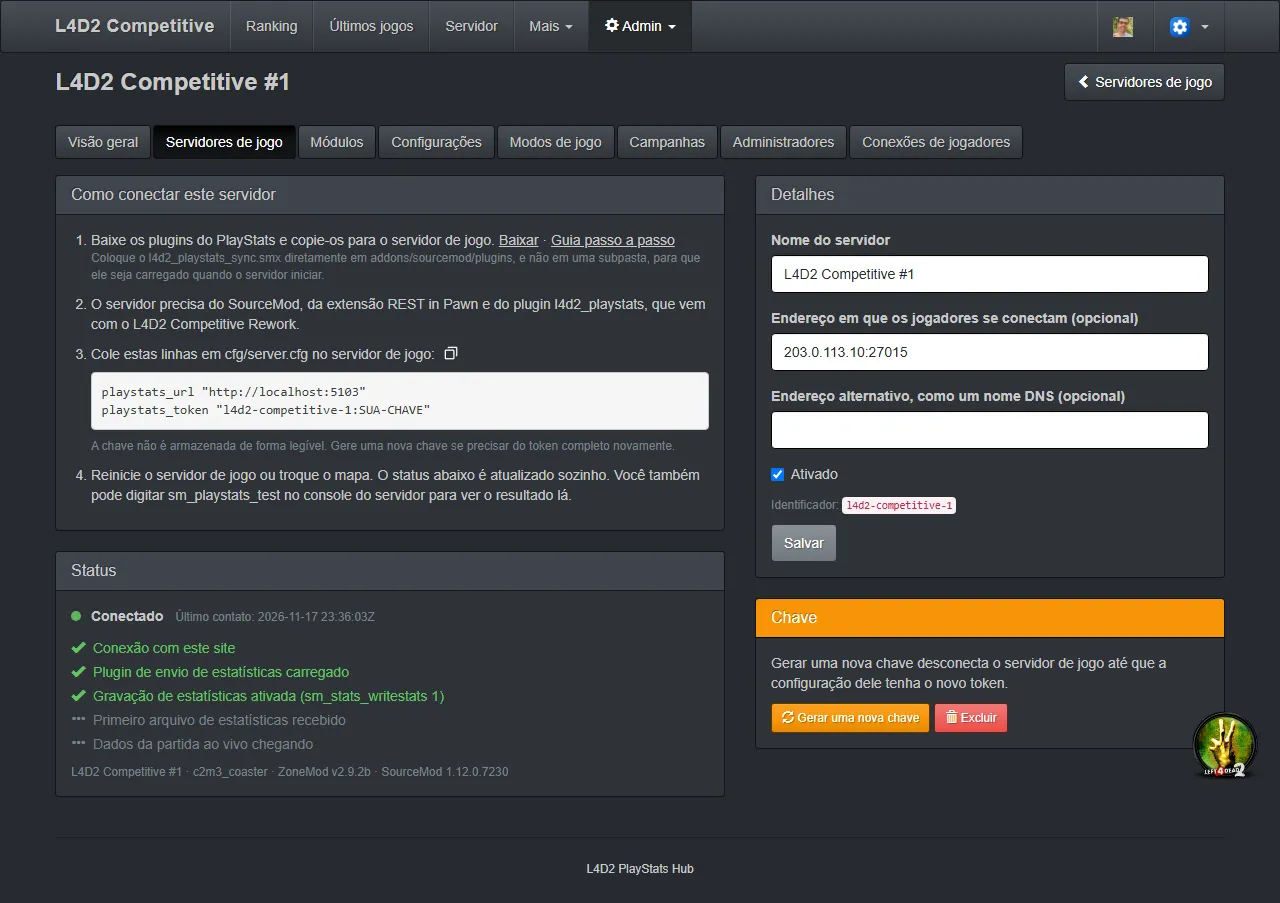 L4D2 Competitive
Ranking
Últimos jogos
Servidor
Mais
Admin
L4D2 Competitive #1
Servidores de jogo
Visão geral
Servidores de jogo
Módulos
Configurações
Modos de jogo
Campanhas
Administradores
Conexões de jogadores
Como conectar este servidor
1. Baixe os plugins do PlayStats e copie-os para o servidor de jogo. Baixar · Guia passo a passo
Coloque o l4d2_playstats_sync.smx diretamente em addons/sourcemod/plugins, e não em uma subpasta, para que
ele seja carregado quando o servidor iniciar.
2. O servidor precisa do SourceMod, da extensão REST in Pawn e do plugin l4d2_playstats, que vem
com o L4D2 Competitive Rework.
3. Cole estas linhas em cfg/server.cfg no servidor de jogo:
playstats_url "http://localhost:5103"
playstats_token "l4d2-competitive-1:SUA-CHAVE"
A chave não é armazenada de forma legível. Gere uma nova chave se precisar do token completo novamente.
4. Reinicie o servidor de jogo ou troque o mapa. O status abaixo é atualizado sozinho. Você também
pode digitar sm_playstats_test no console do servidor para ver o resultado lá.
Status
Conectado Último contato: 2026-11-17 23:36:03Z
Conexão com este site
Plugin de envio de estatísticas carregado
Gravação de estatísticas ativada (sm_stats_writestats 1)
Primeiro arquivo de estatísticas recebido
Dados da partida ao vivo chegando
L4D2 Competitive #1 · c2m3_coaster · ZoneMod v2.9.2b · SourceMod 1.12.0.7230
Detalhes
Nome do servidor
L4D2 Competitive #1
Endereço em que os jogadores se conectam (opcional)
203.0.113.10:27015
Endereço alternativo, como um nome DNS (opcional)
Ativado
Identificador: l4d2-competitive-1
Salvar
Chave
Gerar uma nova chave desconecta o servidor de jogo até que a
configuração dele tenha o novo token.
Gerar uma nova chave
Excluir
LEFT 4 DEAD 2
L4D2 PlayStats Hub